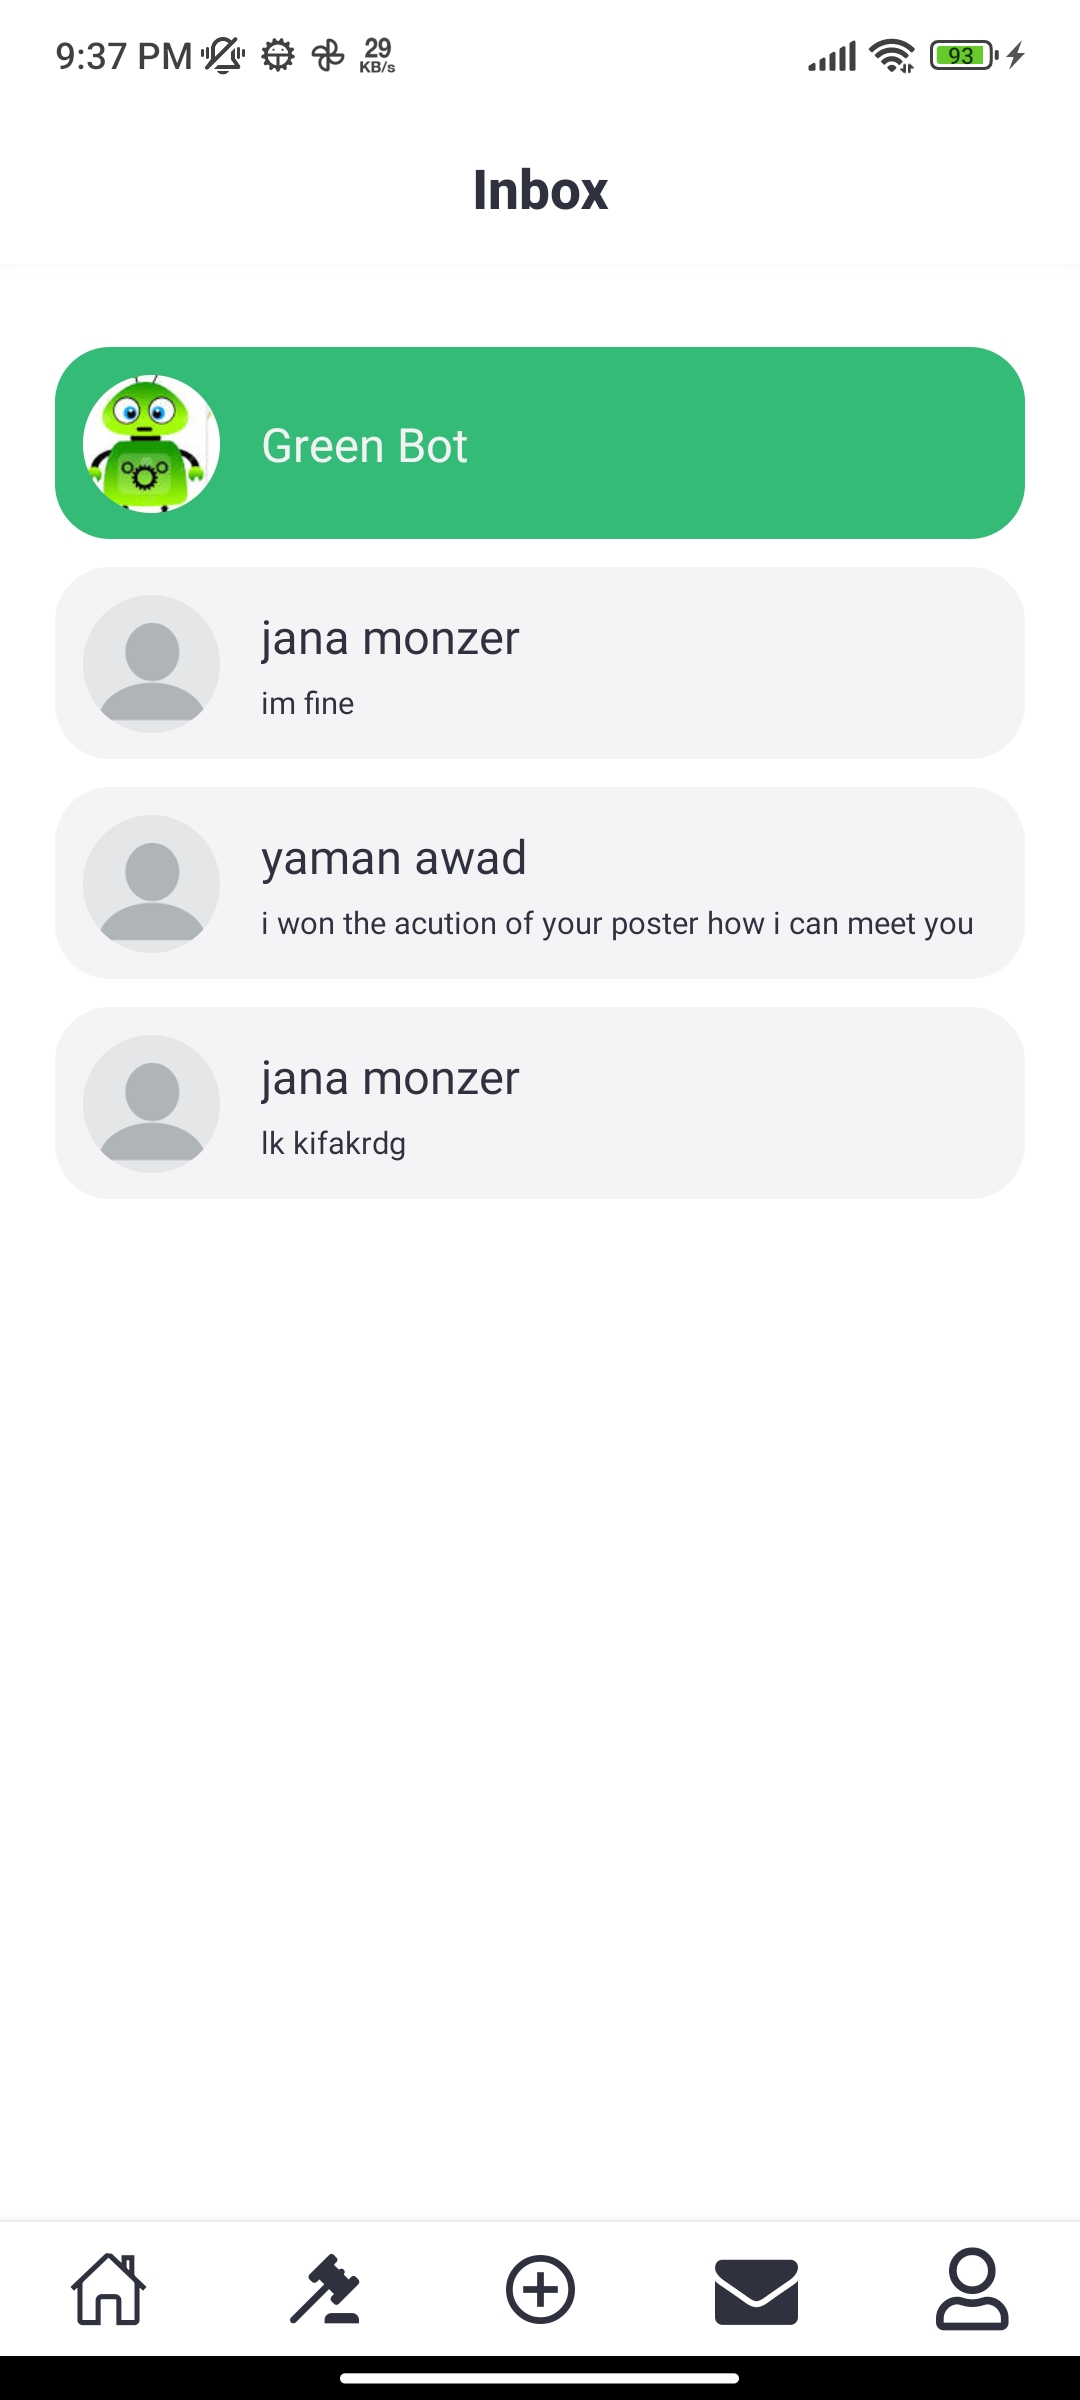 9:37 PM 29 KB/s 93
Inbox
Green Bot
jana monzer
im fine
yaman awad
i won the acution of your poster how i can meet you
jana monzer
lk kifakrdg